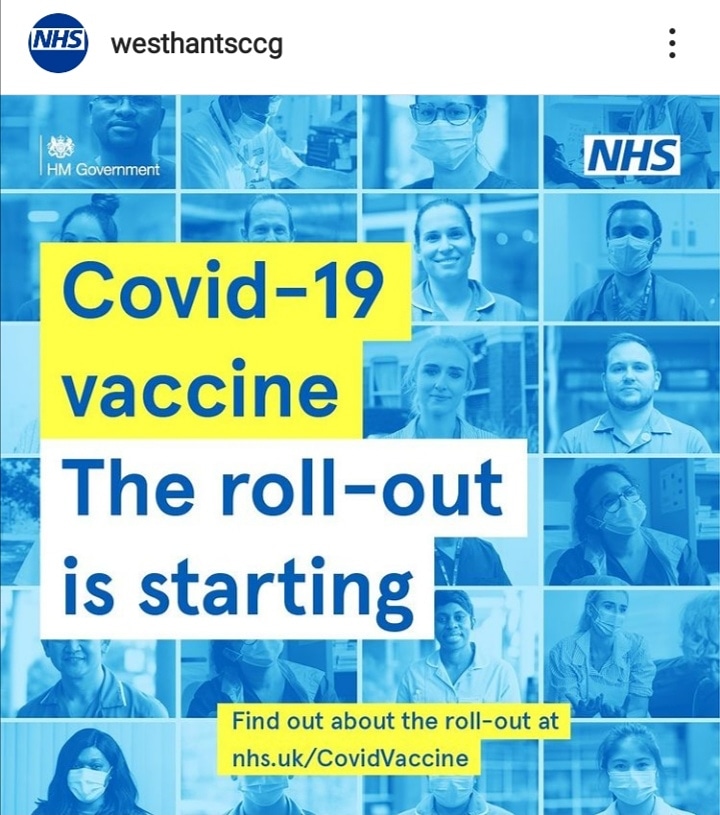 NHS
westhantsccg
HM Government
NHS
Covid-19
vaccine
The roll-out
is starting
Find out about the roll-out at
nhs.uk/CovidVaccine